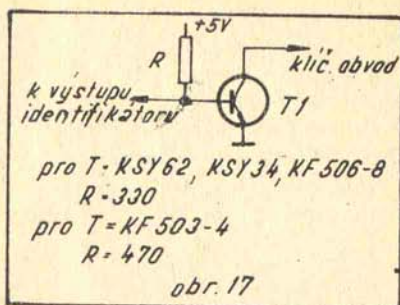 +5V
R
klíč. obvod
k výstupu
identifikátoru
T1
pro T = KSY62, KSY34, KF 506-8
R = 330
pro T = KF 503-4
R = 470
obr. 17